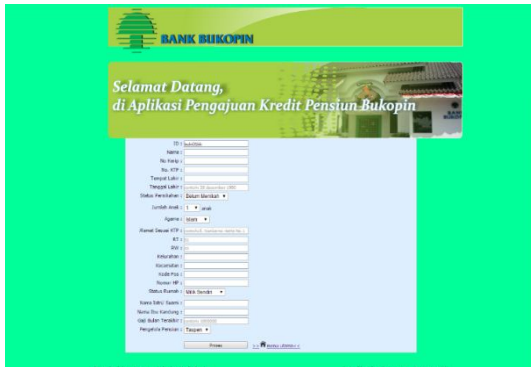 BANK BUKOPIN
Selamat Datang,
di Aplikasi Pengajuan Kredit Pensiun Bukopin
ID :
Nama :
No Karip :
No. KTP :
Tempat Lahir :
Tanggal Lahir :
Status Pernikahan : Belum Menikah
Jumlah Anak : 1 anak
Agama : Islam
Alamat Sesuai KTP :
RT :
RW :
Kelurahan :
Kecamatan :
Kode Pos :
Nomor HP :
Status Rumah : Milik Sendiri
Nama Istri/ Suami :
Nama Ibu Kandung :
Gaji Bulan Terakhir :
Pengelola Pensiun : Taspen
Proses